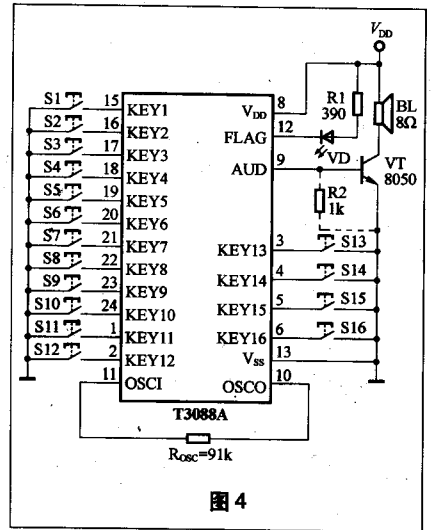 V_DD
S1 15 KEY1
S2 16 KEY2
S3 17 KEY3
S4 18 KEY4
S5 19 KEY5
S6 20 KEY6
S7 21 KEY7
S8 22 KEY8
S9 23 KEY9
S10 24 KEY10
S11 1 KEY11
S12 2 KEY12
11 OSCI
V_DD 8
FLAG 12
AUD 9
KEY13 3 S13
KEY14 4 S14
KEY15 5 S15
KEY16 6 S16
V_SS 13
OSCO 10
R1
390
BL
8Ω
VD
VT
8050
R2
1k
T3088A
R_OSC=91k
图 4